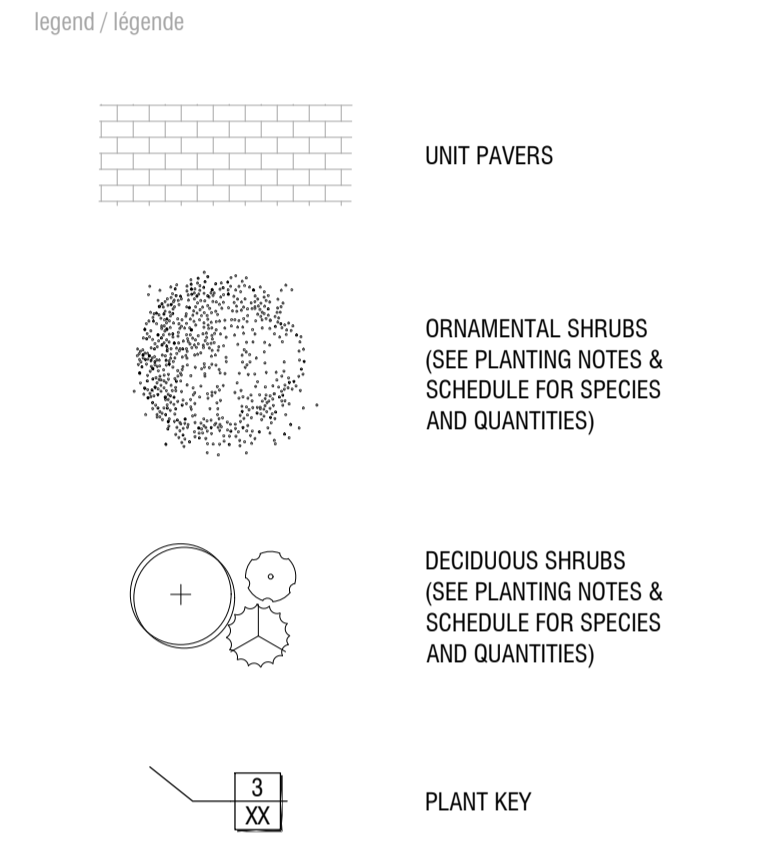 legend / légende
UNIT PAVERS
ORNAMENTAL SHRUBS
(SEE PLANTING NOTES &
SCHEDULE FOR SPECIES
AND QUANTITIES)
DECIDUOUS SHRUBS
(SEE PLANTING NOTES &
SCHEDULE FOR SPECIES
AND QUANTITIES)
3
XX
PLANT KEY